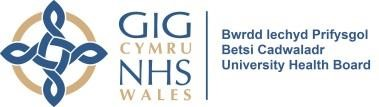 GIG
CYMRU
NHS
WALES
Bwrdd Iechyd Prifysgol
Betsi Cadwaladr
University Health Board